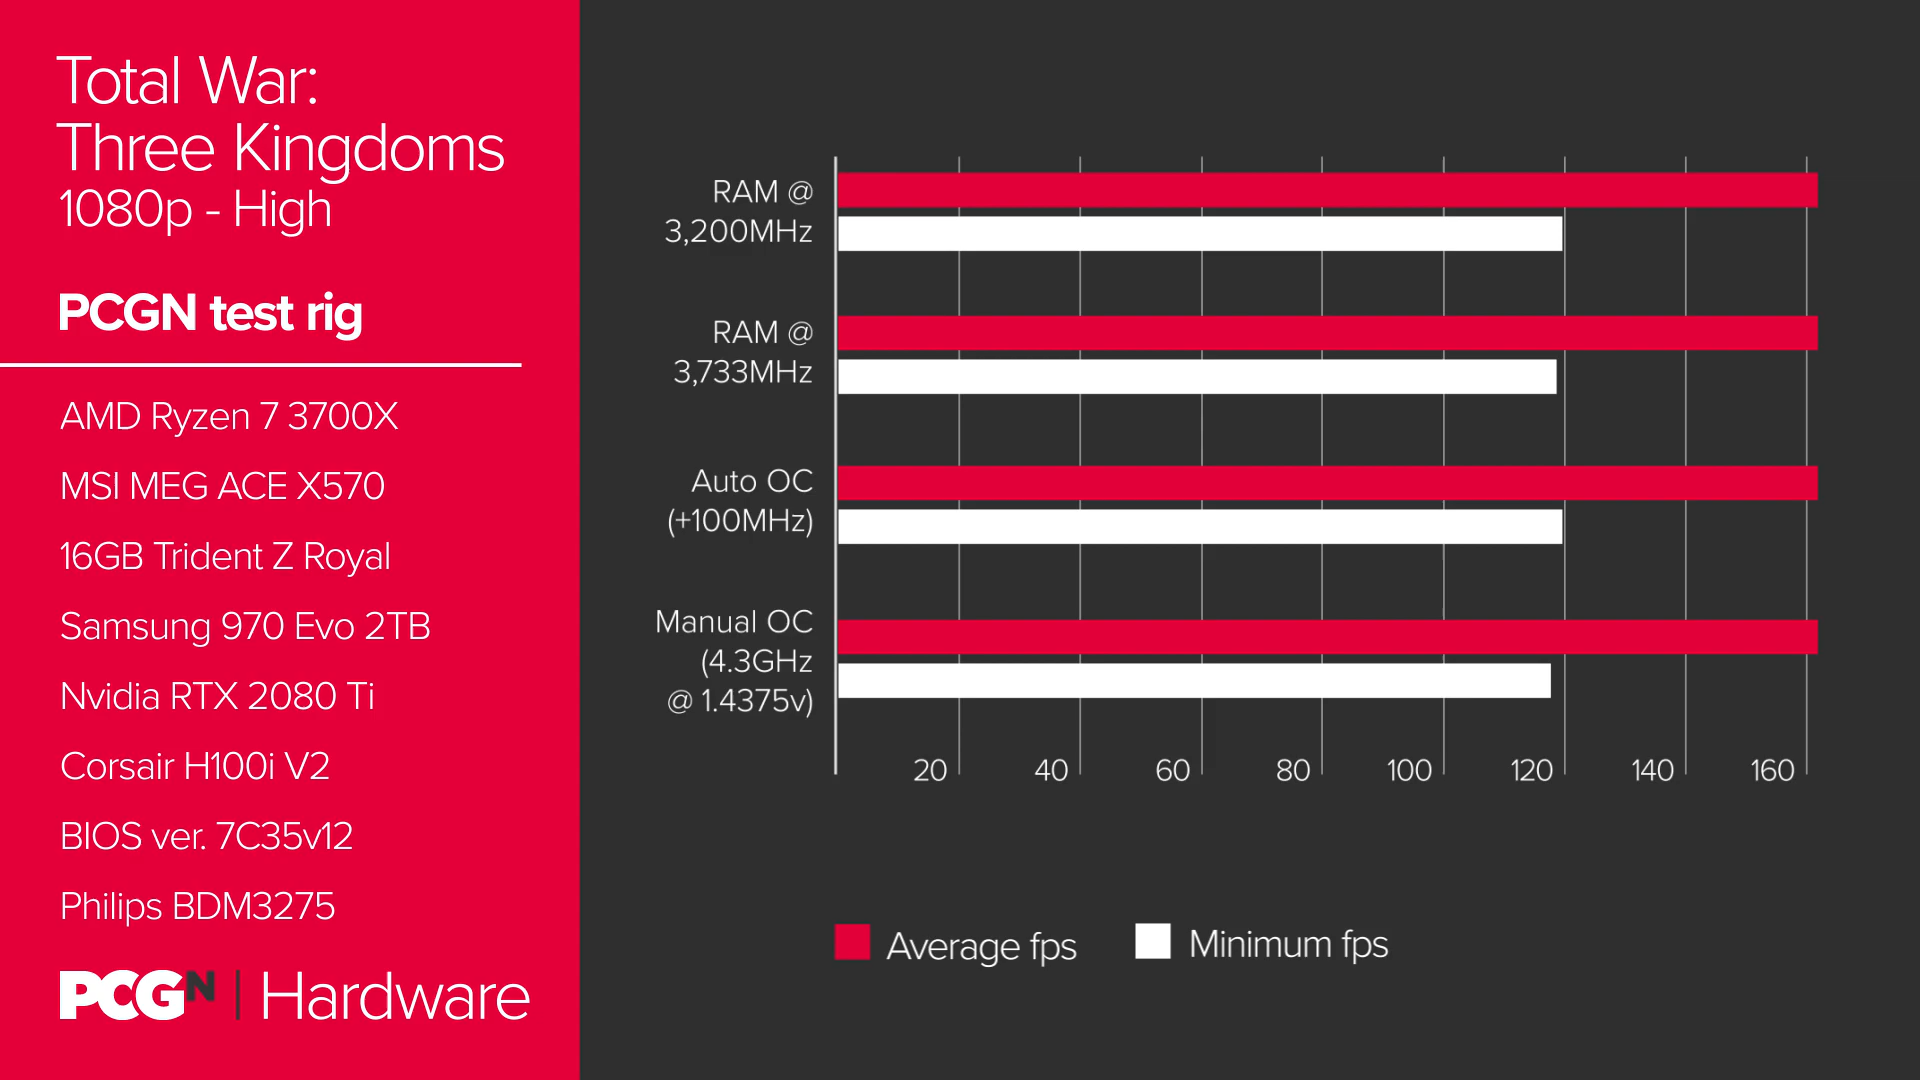 Total War:
Three Kingdoms
1080p - High
PCGN test rig
AMD Ryzen 7 3700X
MSI MEG ACE X570
16GB Trident Z Royal
Samsung 970 Evo 2TB
Nvidia RTX 2080 Ti
Corsair H100i V2
BIOS ver. 7C35v12
Philips BDM3275
PCGN | Hardware
RAM @
3,200MHz
RAM @
3,733MHz
Auto OC
(+100MHz)
Manual OC
(4.3GHz
@ 1.4375v)
20 40 60 80 100 120 140 160
Average fps Minimum fps